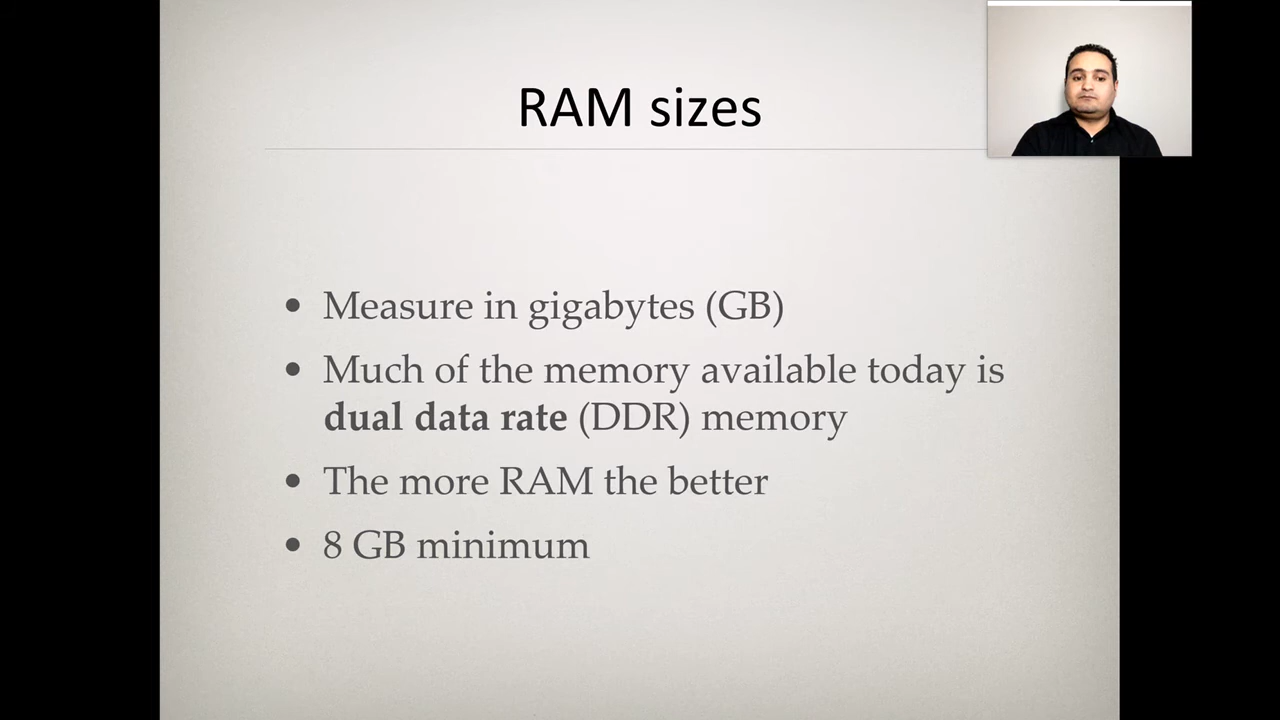 RAM sizes
• Measure in gigabytes (GB)
• Much of the memory available today is
dual data rate (DDR) memory
• The more RAM the better
• 8 GB minimum